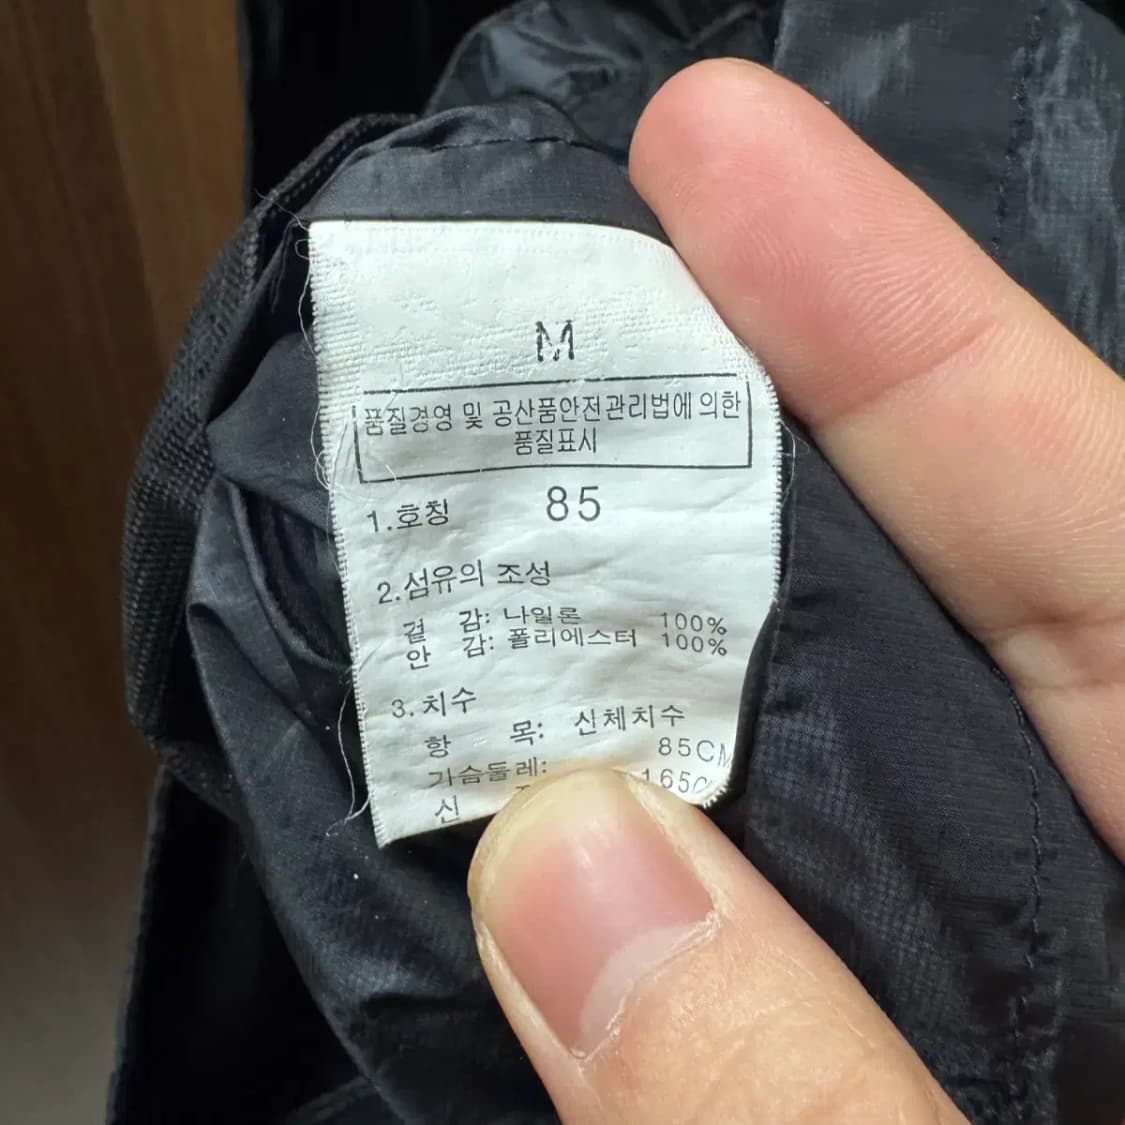 M
품질경영 및 공산품안전관리법에 의한
품질표시
1.호칭 85
2.섬유의 조성
겉 감: 나일론 100%
안 감: 폴리에스터 100%
3.치수
항 목: 신체치수
가슴둘레: 85CM
신 165C